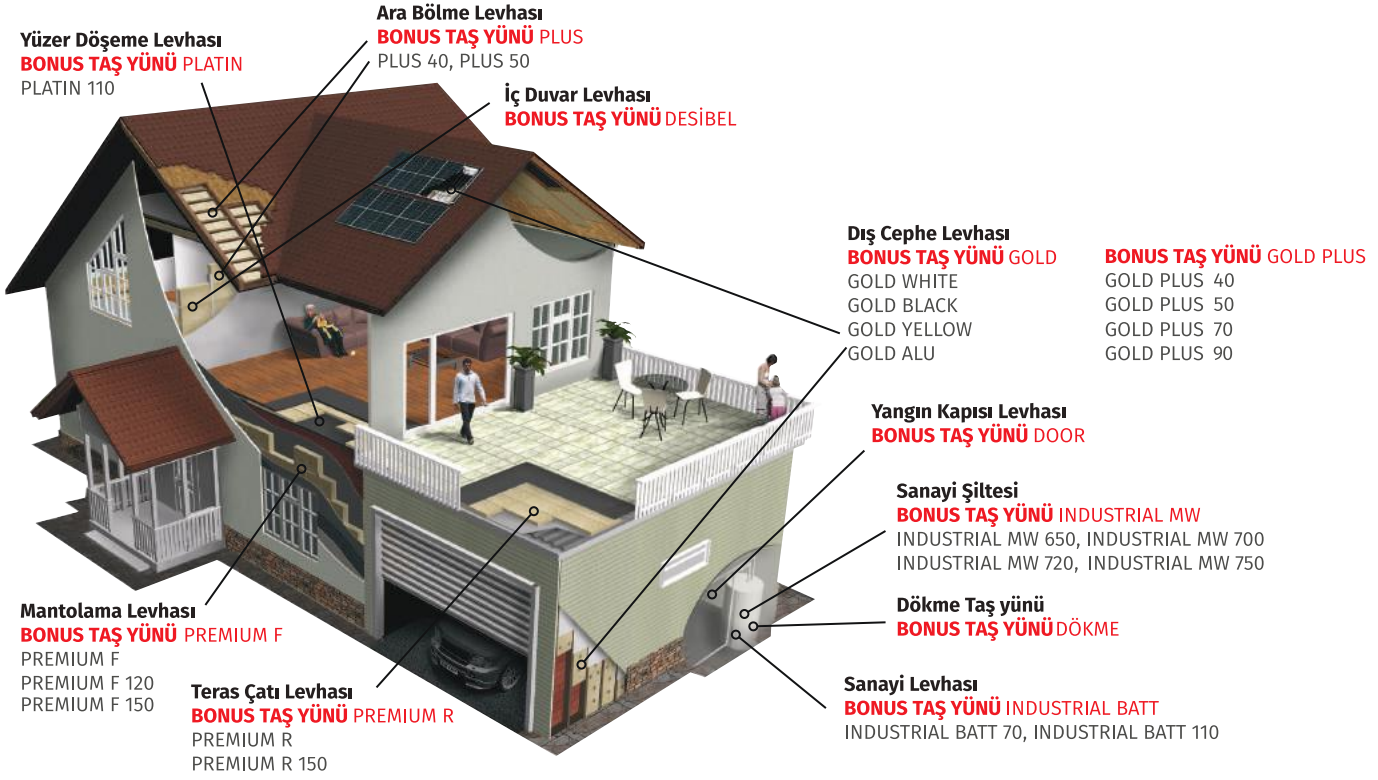 Yüzer Döşeme Levhası
BONUS TAŞ YÜNÜ PLATIN
PLATIN 110
Ara Bölme Levhası
BONUS TAŞ YÜNÜ PLUS
PLUS 40, PLUS 50
İç Duvar Levhası
BONUS TAŞ YÜNÜ DESİBEL
Dış Cephe Levhası
BONUS TAŞ YÜNÜ GOLD
GOLD WHITE
GOLD BLACK
GOLD YELLOW
GOLD ALU
BONUS TAŞ YÜNÜ GOLD PLUS
GOLD PLUS 40
GOLD PLUS 50
GOLD PLUS 70
GOLD PLUS 90
Yangın Kapısı Levhası
BONUS TAŞ YÜNÜ DOOR
Sanayi Şiltesi
BONUS TAŞ YÜNÜ INDUSTRIAL MW
INDUSTRIAL MW 650, INDUSTRIAL MW 700
INDUSTRIAL MW 720, INDUSTRIAL MW 750
Dökme Taş yünü
BONUS TAŞ YÜNÜ DÖKME
Sanayi Levhası
BONUS TAŞ YÜNÜ INDUSTRIAL BATT
INDUSTRIAL BATT 70, INDUSTRIAL BATT 110
Mantolama Levhası
BONUS TAŞ YÜNÜ PREMIUM F
PREMIUM F
PREMIUM F 120
PREMIUM F 150
Teras Çatı Levhası
BONUS TAŞ YÜNÜ PREMIUM R
PREMIUM R
PREMIUM R 150